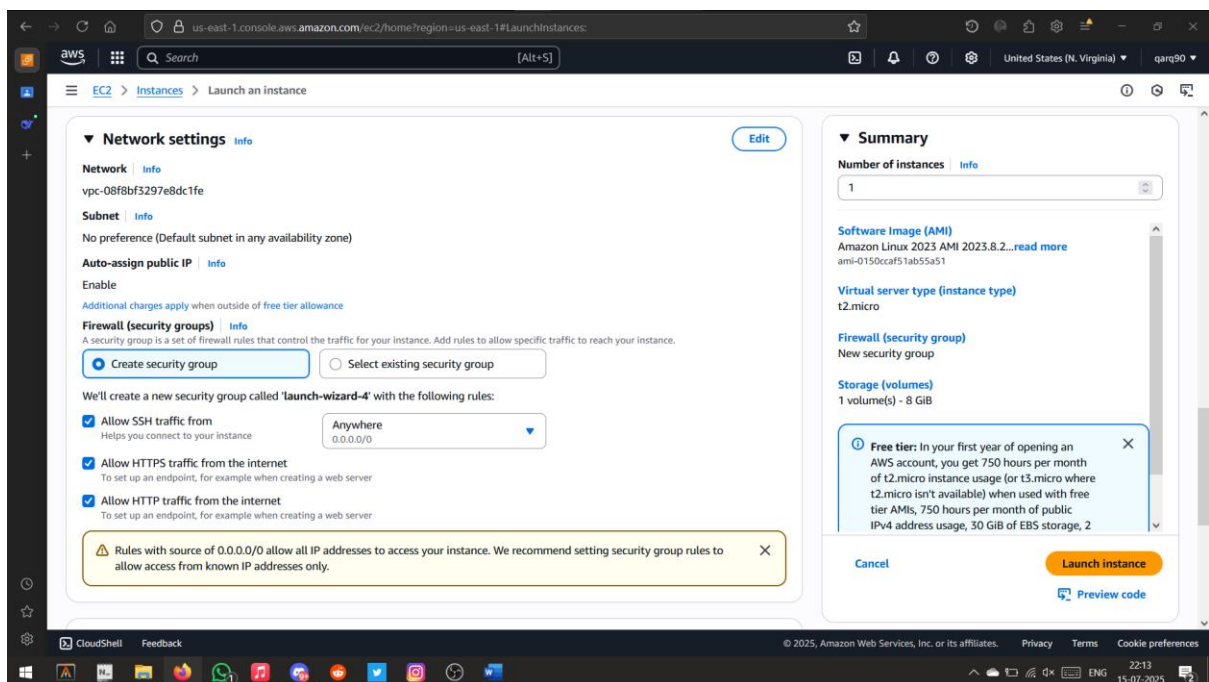 us-east-1.console.aws.amazon.com/ec2/home?region=us-east-1#LaunchInstances:
aws
Search
[Alt+S]
United States (N. Virginia)
qarq90
EC2 > Instances > Launch an instance
Network settings Info
Edit
Network Info
vpc-08f8bf3297e8dc1fe
Subnet Info
No preference (Default subnet in any availability zone)
Auto-assign public IP Info
Enable
Additional charges apply when outside of free tier allowance
Firewall (security groups) Info
A security group is a set of firewall rules that control the traffic for your instance. Add rules to allow specific traffic to reach your instance.
Create security group
Select existing security group
We'll create a new security group called 'launch-wizard-4' with the following rules:
Allow SSH traffic from
Helps you connect to your instance
Anywhere
0.0.0.0/0
Allow HTTPS traffic from the internet
To set up an endpoint, for example when creating a web server
Allow HTTP traffic from the internet
To set up an endpoint, for example when creating a web server
Rules with source of 0.0.0.0/0 allow all IP addresses to access your instance. We recommend setting security group rules to
allow access from known IP addresses only.
Summary
Number of instances Info
1
Software Image (AMI)
Amazon Linux 2023 AMI 2023.8.2...read more
ami-0150ccaf51ab55a51
Virtual server type (instance type)
t2.micro
Firewall (security group)
New security group
Storage (volumes)
1 volume(s) - 8 GiB
Free tier: In your first year of opening an
AWS account, you get 750 hours per month
of t2.micro instance usage (or t3.micro where
t2.micro isn't available) when used with free
tier AMIs, 750 hours per month of public
IPv4 address usage, 30 GiB of EBS storage, 2
Cancel
Launch instance
Preview code
CloudShell Feedback
© 2025, Amazon Web Services, Inc. or its affiliates. Privacy Terms Cookie preferences
ENG
22:13
15-07-2025